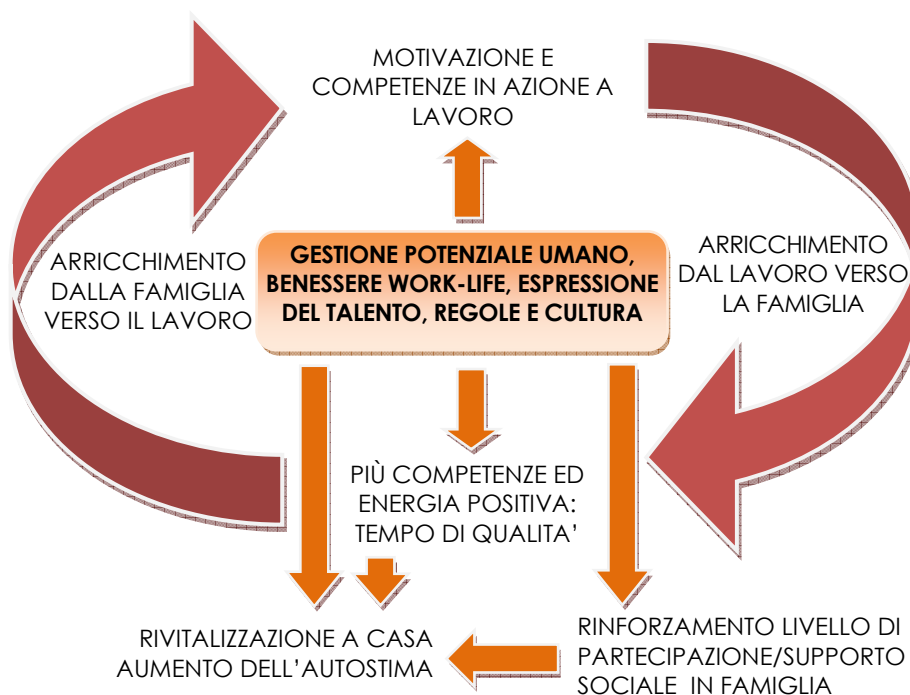 MOTIVAZIONE E
COMPETENZE IN AZIONE A
LAVORO
ARRICCHIMENTO
DALLA FAMIGLIA
VERSO IL LAVORO
GESTIONE POTENZIALE UMANO,
BENESSERE WORK-LIFE, ESPRESSIONE
DEL TALENTO, REGOLE E CULTURA
ARRICCHIMENTO
DAL LAVORO VERSO
LA FAMIGLIA
PIÙ COMPETENZE ED
ENERGIA POSITIVA:
TEMPO DI QUALITA’
RIVITALIZZAZIONE A CASA
AUMENTO DELL’AUTOSTIMA
RINFORZAMENTO LIVELLO DI
PARTECIPAZIONE/SUPPORTO
SOCIALE IN FAMIGLIA